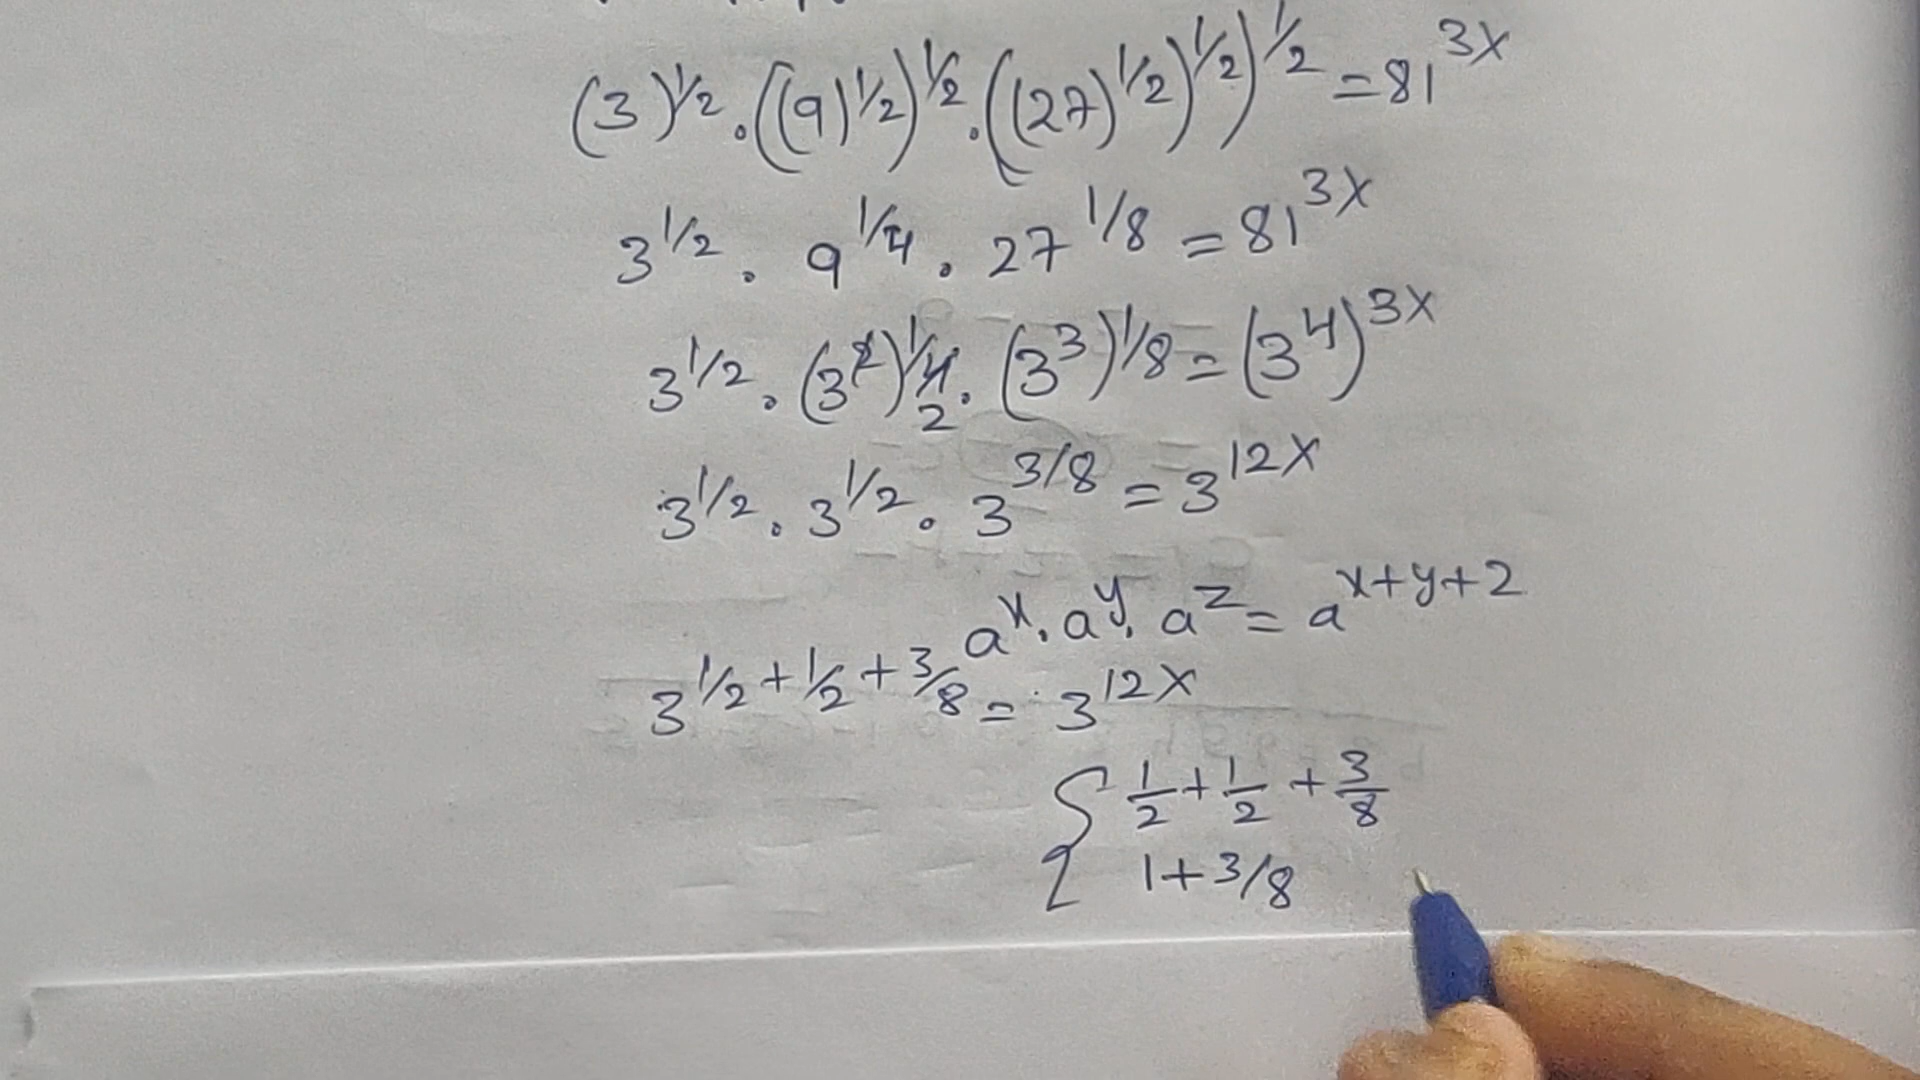 (3)^1/2 . ((9)^1/2)^1/2 . (((27)^1/2)^1/2)^1/2 = 81^3x
3^1/2 . 9^1/4 . 27^1/8 = 81^3x
3^1/2 . (3^2)^1/4 2 . (3^3)^1/8 = (3^4)^3x
3^1/2 . 3^1/2 . 3^3/8 = 3^12x
a^x . a^y . a^z = a^x+y+2
3^1/2+1/2+3/8 = 3^12x
{ 1/2 + 1/2 + 3/8
1+3/8